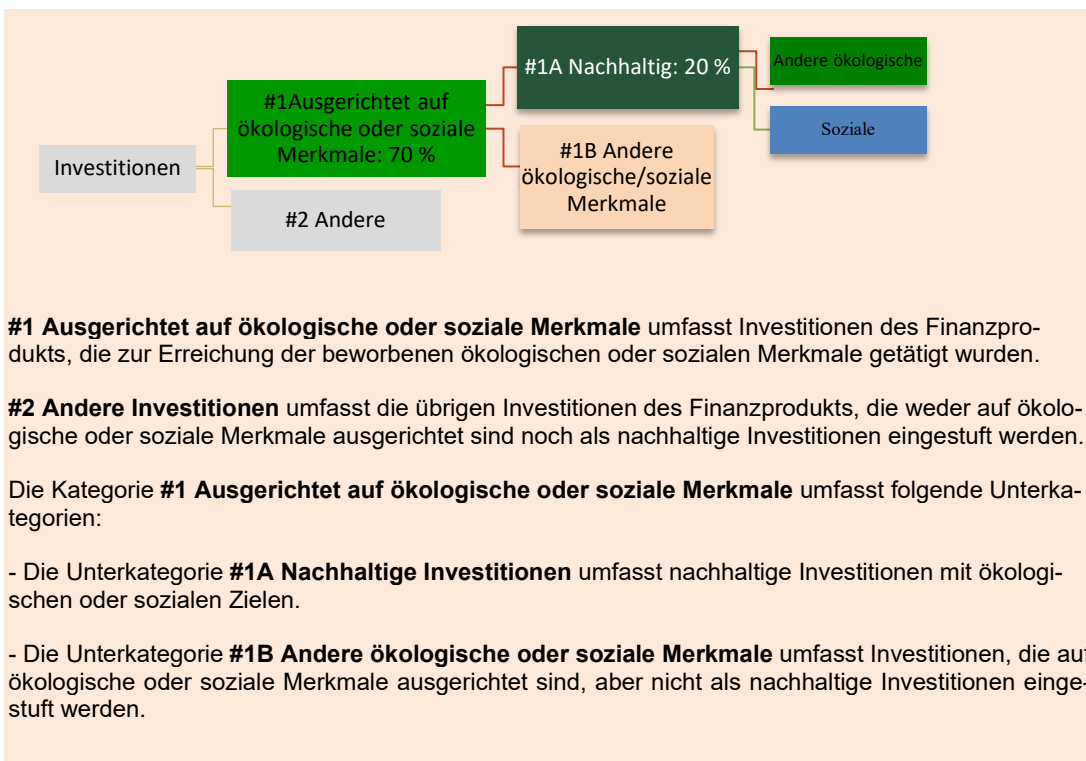 Investitionen
#1Ausgerichtet auf
ökologische oder soziale
Merkmale: 70 %
#2 Andere
#1A Nachhaltig: 20 %
#1B Andere
ökologische/soziale
Merkmale
Andere ökologische
Soziale
#1 Ausgerichtet auf ökologische oder soziale Merkmale umfasst Investitionen des Finanzpro-
dukts, die zur Erreichung der beworbenen ökologischen oder sozialen Merkmale getätigt wurden.
#2 Andere Investitionen umfasst die übrigen Investitionen des Finanzprodukts, die weder auf ökolo-
gische oder soziale Merkmale ausgerichtet sind noch als nachhaltige Investitionen eingestuft werden.
Die Kategorie #1 Ausgerichtet auf ökologische oder soziale Merkmale umfasst folgende Unterka-
tegorien:
- Die Unterkategorie #1A Nachhaltige Investitionen umfasst nachhaltige Investitionen mit ökologi-
schen oder sozialen Zielen.
- Die Unterkategorie #1B Andere ökologische oder soziale Merkmale umfasst Investitionen, die auf
ökologische oder soziale Merkmale ausgerichtet sind, aber nicht als nachhaltige Investitionen einge-
stuft werden.